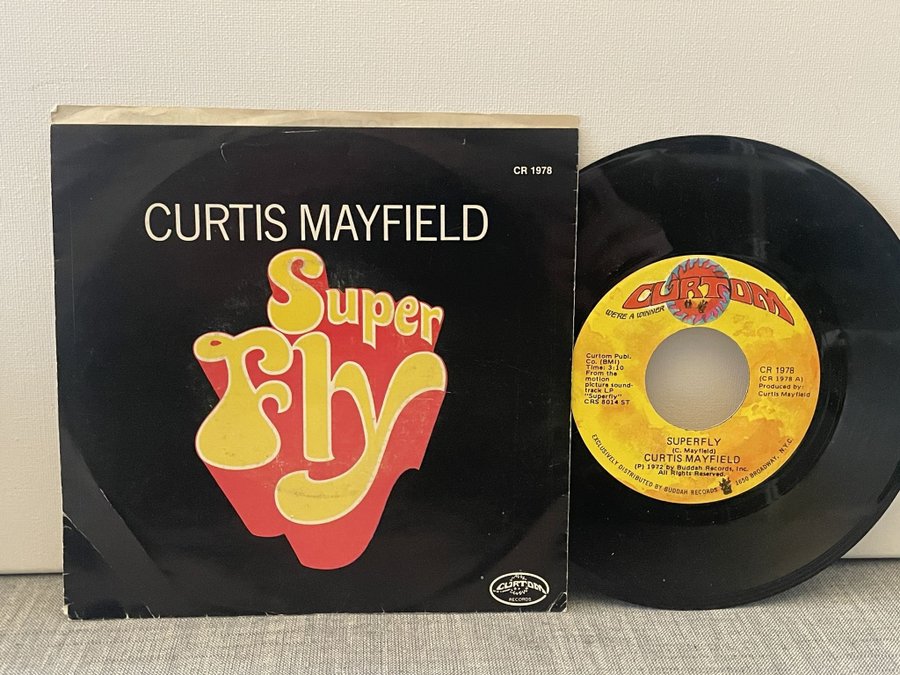 CR 1978
CURTIS MAYFIELD
Super
Fly
CURTOM
RECORDS
CURTOM
WE'RE A WINNER
Curtom Publ.
Co. (BMI)
Time: 3:10
From the
motion
picture sound-
track LP
"Superfly"
CRS 8014 ST
CR 1978
(CR 1978 A)
Produced by:
Curtis Mayfield
SUPERFLY
(C. Mayfield)
CURTIS MAYFIELD
(P) 1972 by Buddah Records, Inc.
All Rights Reserved.
EXCLUSIVELY DISTRIBUTED BY BUDDAH RECORDS 1650 BROADWAY, N.Y.C.